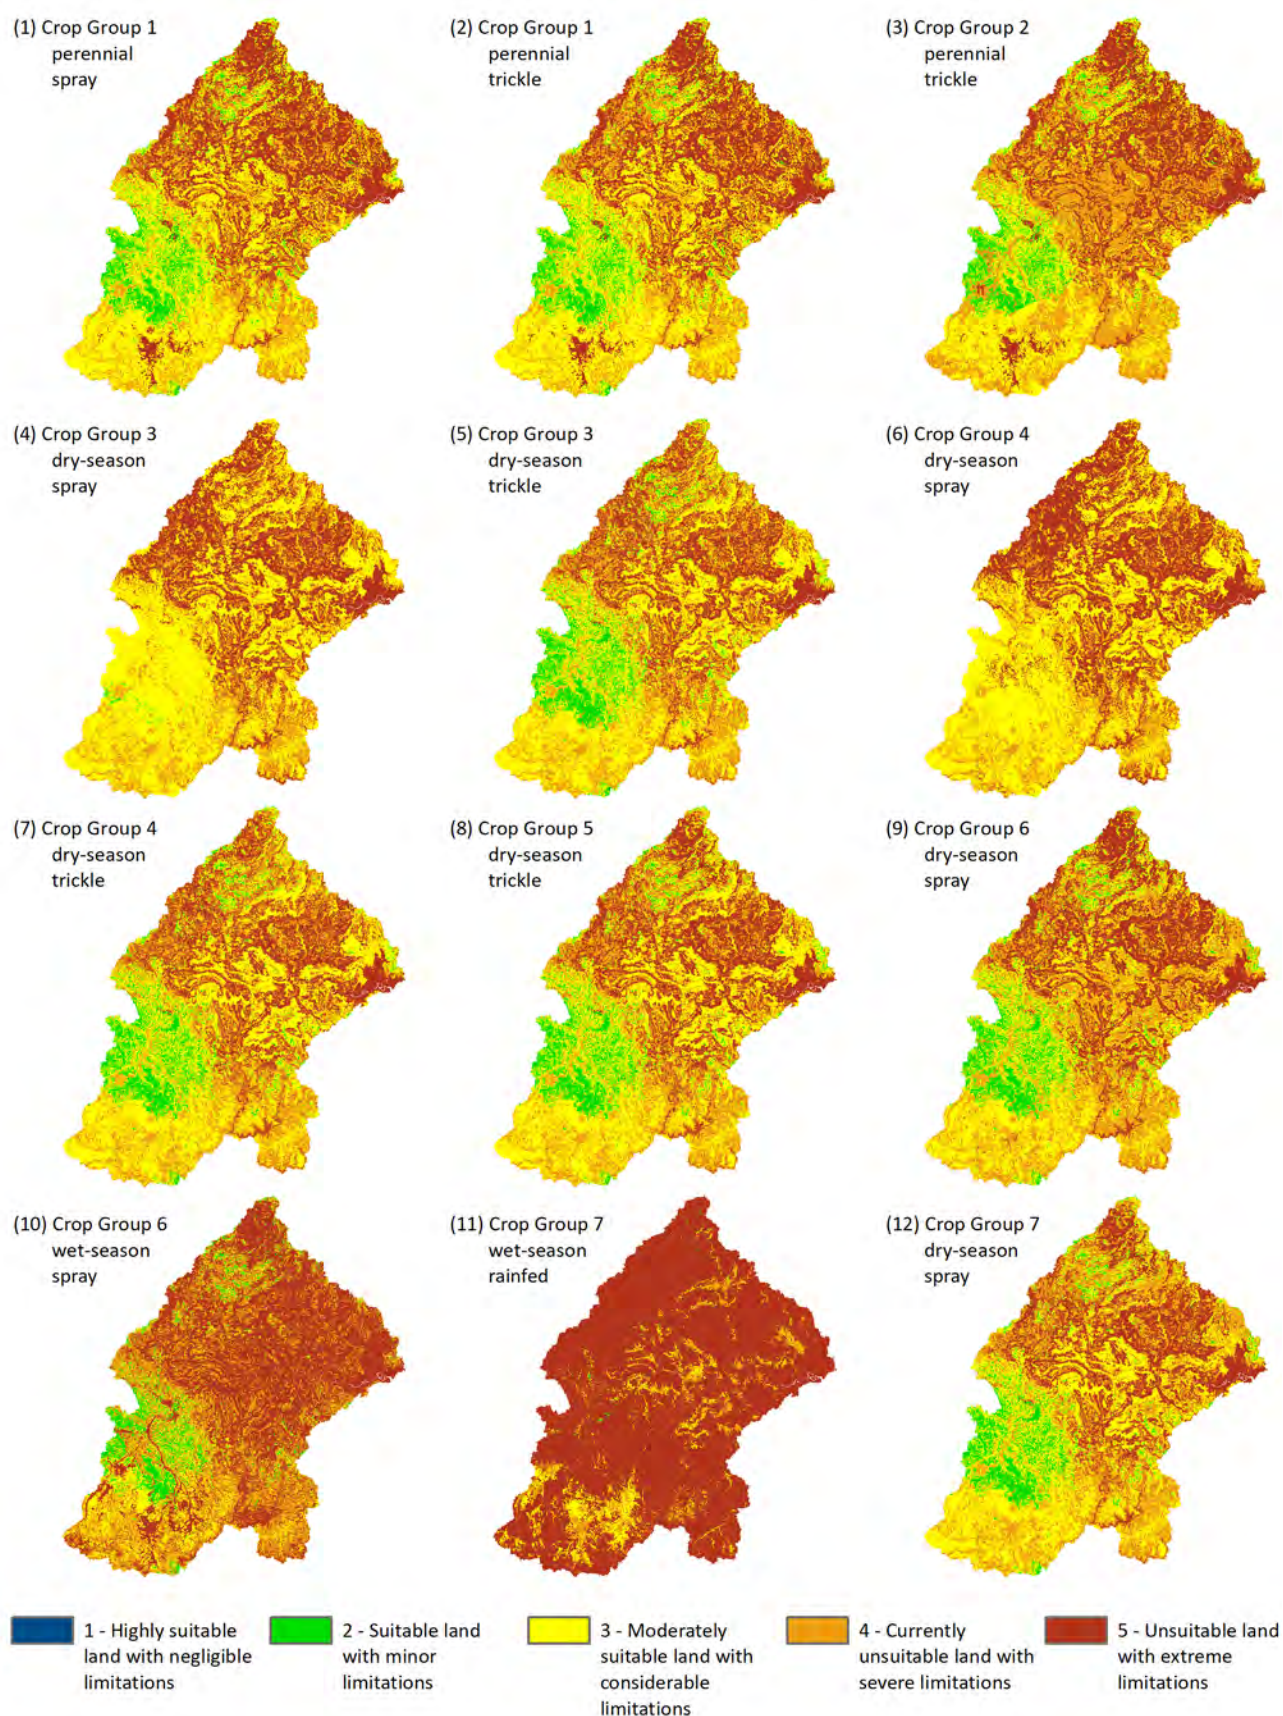 (1) Crop Group 1
perennial
spray
(2) Crop Group 1
perennial
trickle
(3) Crop Group 2
perennial
trickle
(4) Crop Group 3
dry-season
spray
(5) Crop Group 3
dry-season
trickle
(6) Crop Group 4
dry-season
spray
(7) Crop Group 4
dry-season
trickle
(8) Crop Group 5
dry-season
trickle
(9) Crop Group 6
dry-season
spray
(10) Crop Group 6
wet-season
spray
(11) Crop Group 7
wet-season
rainfed
(12) Crop Group 7
dry-season
spray
1 - Highly suitable
land with negligible
limitations
2 - Suitable land
with minor
limitations
3 - Moderately
suitable land with
considerable
limitations
4 - Currently
unsuitable land with
severe limitations
5 - Unsuitable land
with extreme
limitations